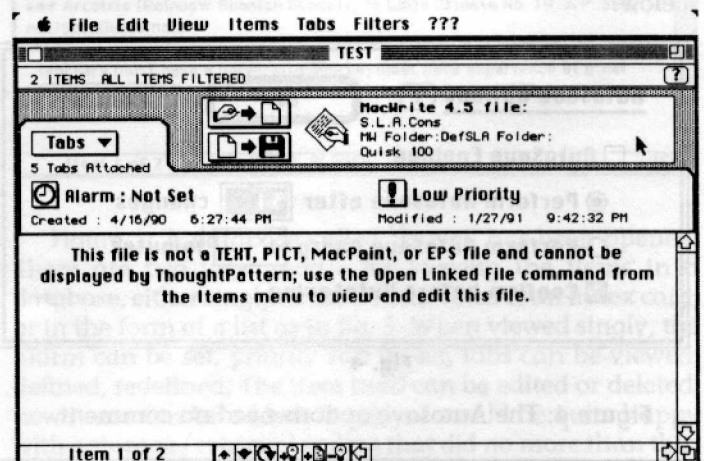 File Edit View Items Tabs Filters ???
TEST
2 ITEMS ALL ITEMS FILTERED
?
MacWrite 4.5 file:
S.L.A.Cons
MW Folder:DefSLA Folder:
Quisk 100
Tabs
5 Tabs Attached
Alarm : Not Set
Low Priority
Created : 4/16/90 6:27:44 PM
Modified : 1/27/91 9:42:32 PM
This file is not a TEXT, PICT, MacPaint, or EPS file and cannot be
displayed by ThoughtPattern; use the Open Linked File command from
the Items menu to view and edit this file.
Item 1 of 2